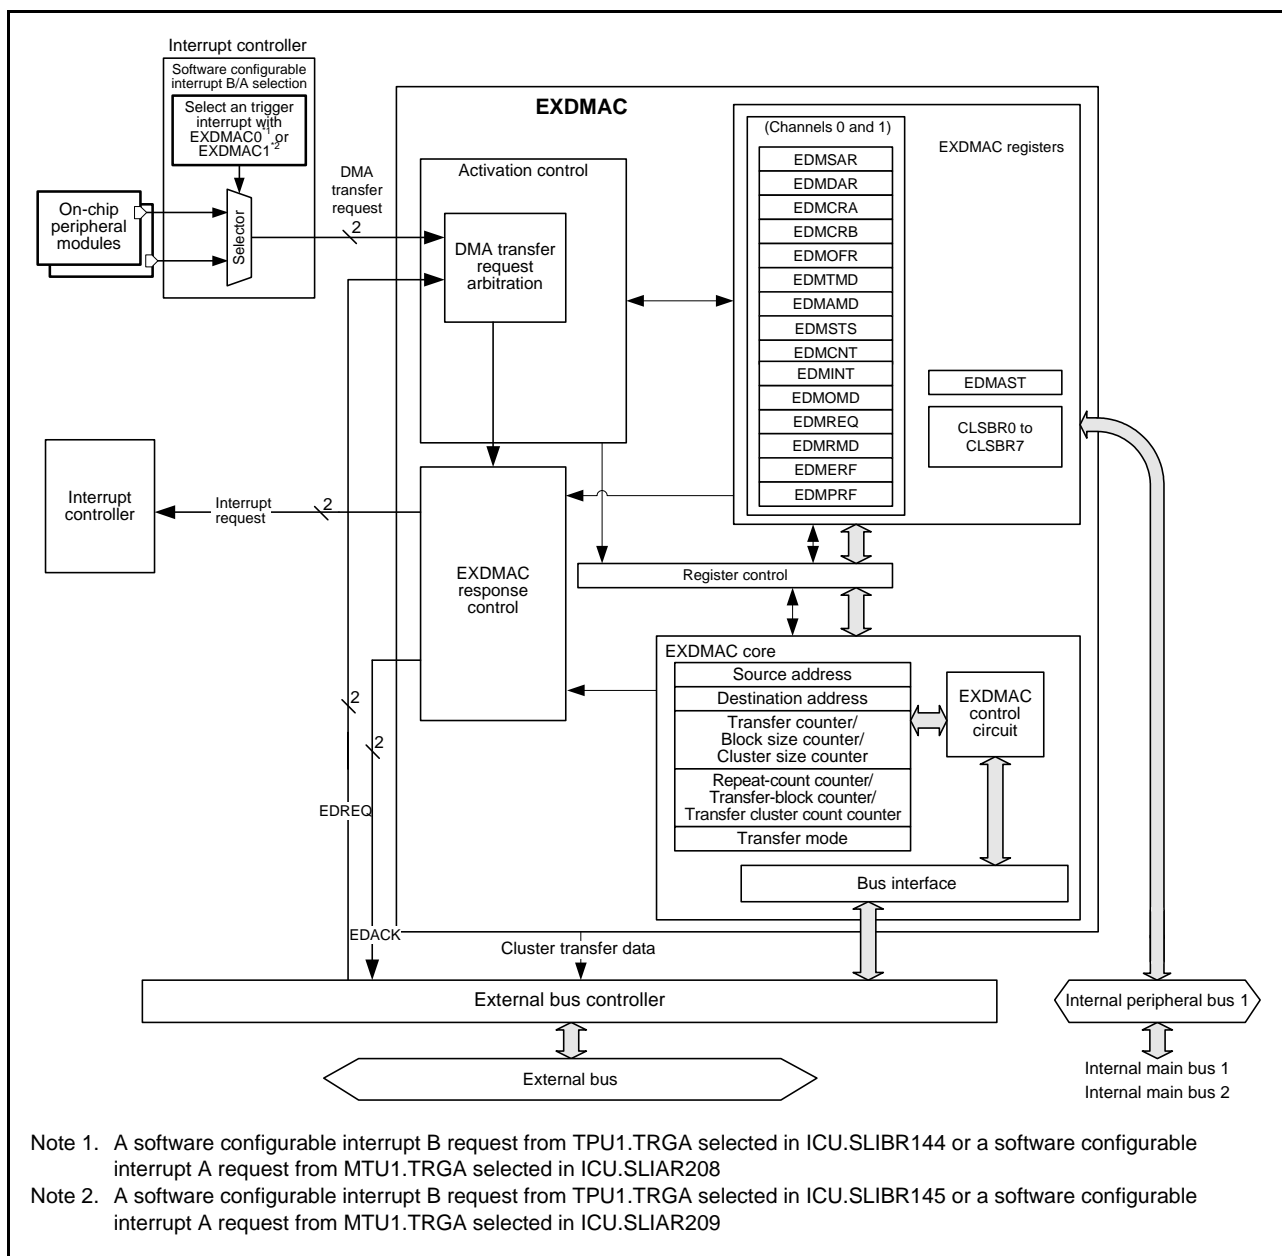 Interrupt controller
Software configurable
interrupt B/A selection
Select an trigger
interrupt with
EXDMAC0*1 or
EXDMAC1*2
On-chip
peripheral
modules
Selector
DMA
transfer
request
2
EXDMAC
Activation control
DMA transfer
request
arbitration
(Channels 0 and 1)
EDMSAR
EDMDAR
EDMCRA
EDMCRB
EDMOFR
EDMTMD
EDMAMD
EDMSTS
EDMCNT
EDMINT
EDMOMD
EDMREQ
EDMRMD
EDMERF
EDMPRF
EXDMAC registers
EDMAST
CLSBR0 to
CLSBR7
Interrupt
controller
Interrupt
request
2
EXDMAC
response
control
Register control
EXDMAC core
Source address
Destination address
Transfer counter/
Block size counter/
Cluster size counter
Repeat-count counter/
Transfer-block counter/
Transfer cluster count counter
Transfer mode
EXDMAC
control
circuit
Bus interface
2
2
EDREQ
EDACK
Cluster transfer data
External bus controller
External bus
Internal peripheral bus 1
Internal main bus 1
Internal main bus 2
Note 1. A software configurable interrupt B request from TPU1.TRGA selected in ICU.SLIBR144 or a software configurable
interrupt A request from MTU1.TRGA selected in ICU.SLIAR208
Note 2. A software configurable interrupt B request from TPU1.TRGA selected in ICU.SLIBR145 or a software configurable
interrupt A request from MTU1.TRGA selected in ICU.SLIAR209